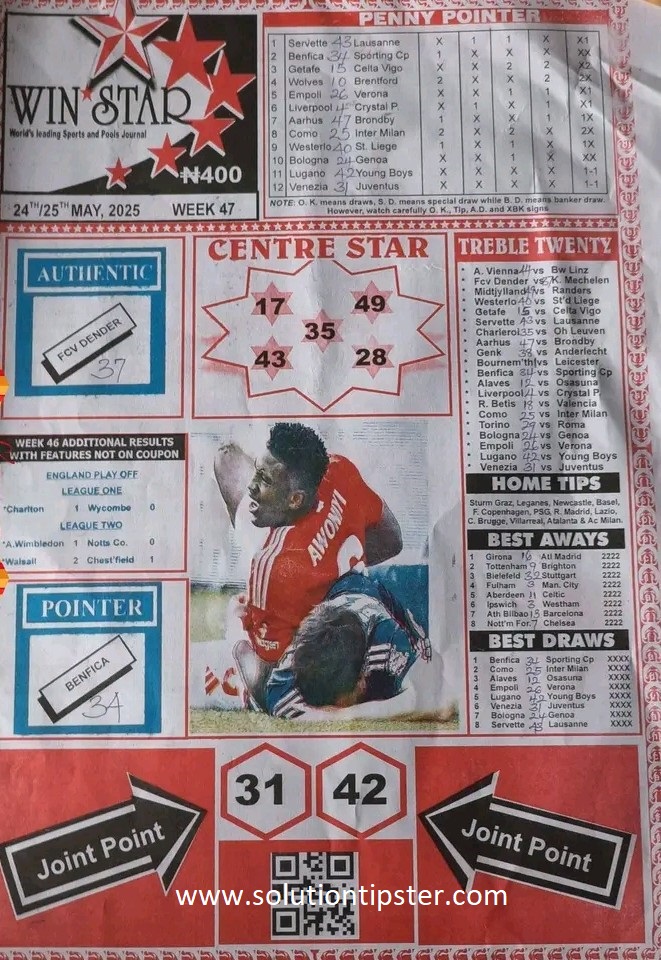 WIN STAR
World's leading Sports and Pools Journal
₦400
24TH/25TH MAY, 2025 WEEK 47
PENNY POINTER
1 Servette 43 Lausanne X 1 1 X X1
2 Benfica 34 Sporting Cp 1 X X X XX
3 Getafe 15 Celta Vigo X X 2 2 X2
4 Wolves 10 Brentford 2 X 2 X 2X
5 Empoli 26 Verona X X 1 1 X1
6 Liverpool 4 Crystal P. X 1 X 1 X1
7 Aarhus 47 Brondby 1 X X 1 1X
8 Como 25 Inter Milan 2 X 2 X 2X
9 Westerlo 40 St. Liege 1 X X 1 1X
10 Bologna 24 Genoa X X 1 X XX
11 Lugano 42 Young Boys X X X X 1-1
12 Venezia 31 Juventus X X X X 1-1
NOTE: O. K. means draws, S. D. means special draw while B. D. means banker draw.
However, watch carefully O. K., Tip, A.D. and XBK signs
AUTHENTIC
FCV DENDER
37
CENTRE STAR
17 49
35
43 28
TREBLE TWENTY
A. Vienna 44 vs Bw Linz
Fcv Dender vs 37 K. Mechelen
Midtjylland 49 vs Randers
Westerlo 40 vs St'd Liege
Getafe 15 vs Celta Vigo
Servette 43 vs Lausanne
Charleroi 35 vs Oh Leuven
Aarhus 47 vs Brondby
Genk 38 vs Anderlecht
Bournem'th 1 vs Leicester
Benfica 34 vs Sporting Cp
Alaves 12 vs Osasuna
Liverpool 4 vs Crystal P.
R. Betis 18 vs Valencia
Como 25 vs Inter Milan
Torino 29 vs Roma
Bologna 24 vs Genoa
Empoli 26 vs Verona
Lugano 42 vs Young Boys
Venezia 31 vs Juventus
WEEK 46 ADDITIONAL RESULTS
WITH FEATURES NOT ON COUPON
ENGLAND PLAY OFF
LEAGUE ONE
*Charlton 1 Wycombe 0
LEAGUE TWO
*A.Wimbledon 1 Notts Co. 0
*Walsall 2 Chest'field 1
HOME TIPS
Sturm Graz, Leganes, Newcastle, Basel,
F. Copenhagen, PSG, R. Madrid, Lazio,
C. Brugge, Villarreal, Atalanta & Ac Milan.
BEST AWAYS
1 Girona 16 Atl Madrid 2222
2 Tottenham 9 Brighton 2222
3 Bielefeld 32 Stuttgart 2222
4 Fulham 3 Man. City 2222
5 Aberdeen 11 Celtic 2222
6 Ipswich 3 Westham 2222
7 Ath Bilbao 13 Barcelona 2222
8 Nott'm For. 7 Chelsea 2222
AWONIYI
POINTER
BENFICA
34
BEST DRAWS
1 Benfica 34 Sporting Cp XXXX
2 Como 25 Inter Milan XXXX
3 Alaves 12 Osasuna XXXX
4 Empoli 26 Verona XXXX
5 Lugano 42 Young Boys XXXX
6 Venezia 31 Juventus XXXX
7 Bologna 24 Genoa XXXX
8 Servette 43 Lausanne XXXX
Joint Point
31 42
Joint Point
www.solutiontipster.com